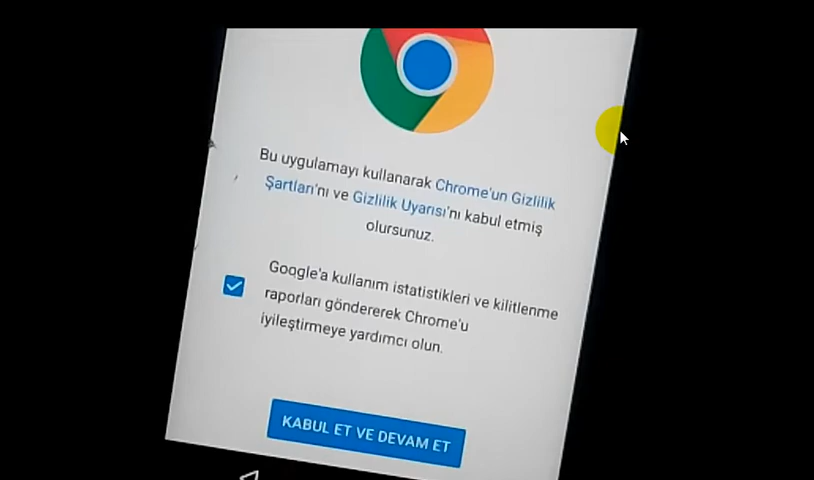 Bu uygulamayı kullanarak Chrome'un Gizlilik
Şartları'nı ve Gizlilik Uyarısı'nı kabul etmiş
olursunuz.
Google'a kullanım istatistikleri ve kilitlenme
raporları göndererek Chrome'u
iyileştirmeye yardımcı olun.
KABUL ET VE DEVAM ET